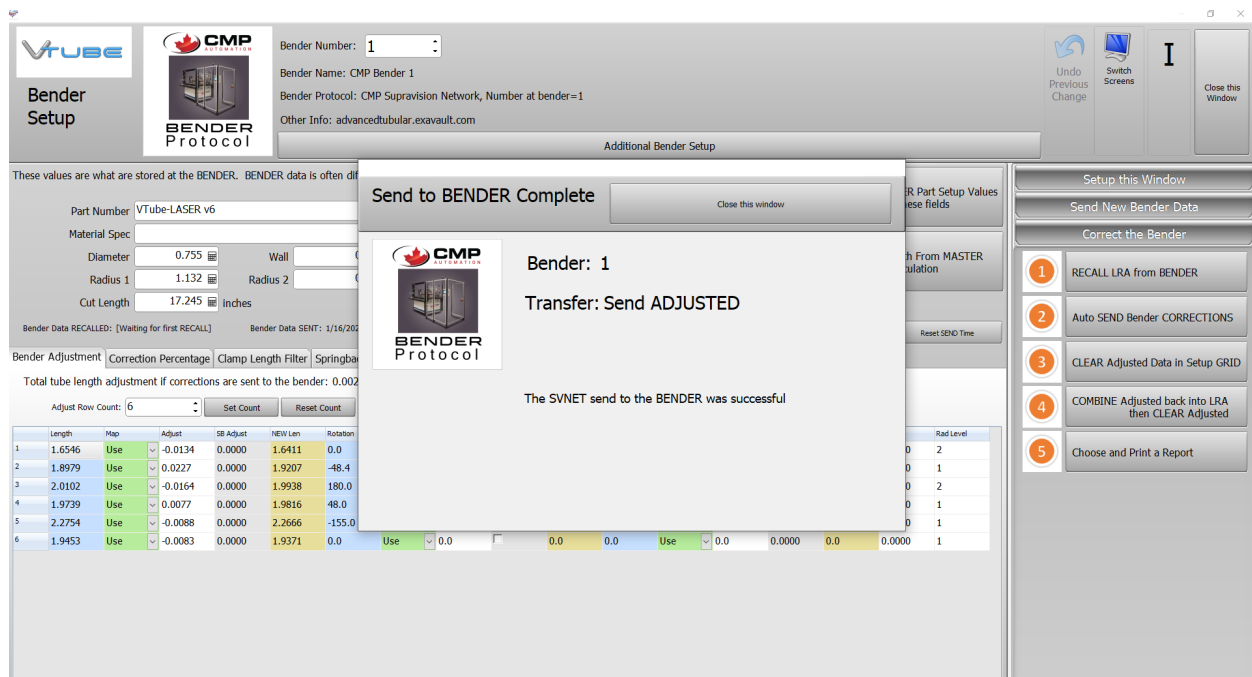 VTUBE
Bender
Setup
CMP
AUTOMATION
BENDER
Protocol
Bender Number: 1
Bender Name: CMP Bender 1
Bender Protocol: CMP Supravision Network, Number at bender=1
Other Info: advancedtubular.exavault.com
Additional Bender Setup
Undo
Previous
Change
Switch
Screens
I
Close this
Window
These values are what are stored at the BENDER. BENDER data is often dif
Part Number VTube-LASER v6
Material Spec
Diameter 0.755 Wall 0
Radius 1 1.132 Radius 2 0
Cut Length 17.245 inches
Bender Data RECALLED: [Waiting for first RECALL] Bender Data SENT: 1/16/202
ER Part Setup Values
ese fields
h From MASTER
ulation
Reset SEND Time
Bender Adjustment Correction Percentage Clamp Length Filter Springba
Total tube length adjustment if corrections are sent to the bender: 0.002
Adjust Row Count: 6 Set Count Reset Count
Length Map Adjust SB Adjust NEW Len Rotation Rad Level
1 1.6546 Use -0.0134 0.0000 1.6411 0.0 0 2
2 1.8979 Use 0.0227 0.0000 1.9207 -48.4 0 1
3 2.0102 Use -0.0164 0.0000 1.9938 180.0 0 2
4 1.9739 Use 0.0077 0.0000 1.9816 48.0 0 1
5 2.2754 Use -0.0088 0.0000 2.2666 -155.0 0 1
6 1.9453 Use -0.0083 0.0000 1.9371 0.0 Use 0.0 0.0 0.0 Use 0.0 0.0000 0.0 0.0000 1
Send to BENDER Complete
Close this window
CMP
AUTOMATION
BENDER
Protocol
Bender: 1
Transfer: Send ADJUSTED
The SVNET send to the BENDER was successful
Setup this Window
Send New Bender Data
Correct the Bender
1 RECALL LRA from BENDER
2 Auto SEND Bender CORRECTIONS
3 CLEAR Adjusted Data in Setup GRID
4 COMBINE Adjusted back into LRA
then CLEAR Adjusted
5 Choose and Print a Report